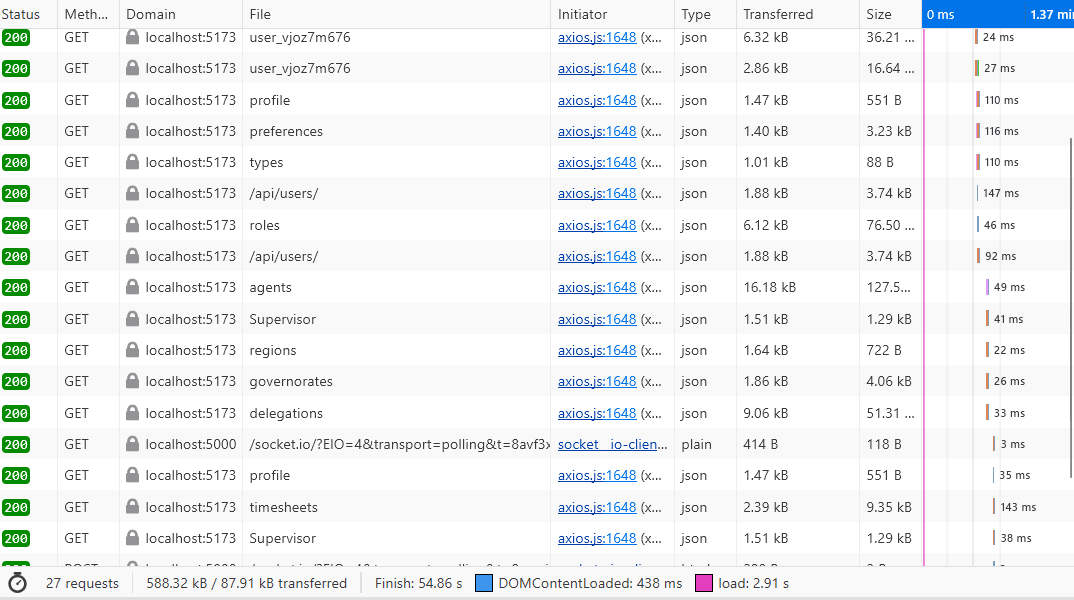 Status Meth... Domain File Initiator Type Transferred Size 0 ms 1.37 min
200 GET localhost:5173 user_vjoz7m676 axios.js:1648 (x... json 6.32 kB 36.21 ... 24 ms
200 GET localhost:5173 user_vjoz7m676 axios.js:1648 (x... json 2.86 kB 16.64 ... 27 ms
200 GET localhost:5173 profile axios.js:1648 (x... json 1.47 kB 551 B 110 ms
200 GET localhost:5173 preferences axios.js:1648 (x... json 1.40 kB 3.23 kB 116 ms
200 GET localhost:5173 types axios.js:1648 (x... json 1.01 kB 88 B 110 ms
200 GET localhost:5173 /api/users/ axios.js:1648 (x... json 1.88 kB 3.74 kB 147 ms
200 GET localhost:5173 roles axios.js:1648 (x... json 6.12 kB 76.50 ... 46 ms
200 GET localhost:5173 /api/users/ axios.js:1648 (x... json 1.88 kB 3.74 kB 92 ms
200 GET localhost:5173 agents axios.js:1648 (x... json 16.18 kB 127.5... 49 ms
200 GET localhost:5173 Supervisor axios.js:1648 (x... json 1.51 kB 1.29 kB 41 ms
200 GET localhost:5173 regions axios.js:1648 (x... json 1.64 kB 722 B 22 ms
200 GET localhost:5173 governorates axios.js:1648 (x... json 1.86 kB 4.06 kB 26 ms
200 GET localhost:5173 delegations axios.js:1648 (x... json 9.06 kB 51.31 ... 33 ms
200 GET localhost:5000 /socket.io/?EIO=4&transport=polling&t=8avf3x socket__io-clien... plain 414 B 118 B 3 ms
200 GET localhost:5173 profile axios.js:1648 (x... json 1.47 kB 551 B 35 ms
200 GET localhost:5173 timesheets axios.js:1648 (x... json 2.39 kB 9.35 kB 143 ms
200 GET localhost:5173 Supervisor axios.js:1648 (x... json 1.51 kB 1.29 kB 38 ms
27 requests 588.32 kB / 87.91 kB transferred Finish: 54.86 s DOMContentLoaded: 438 ms load: 2.91 s